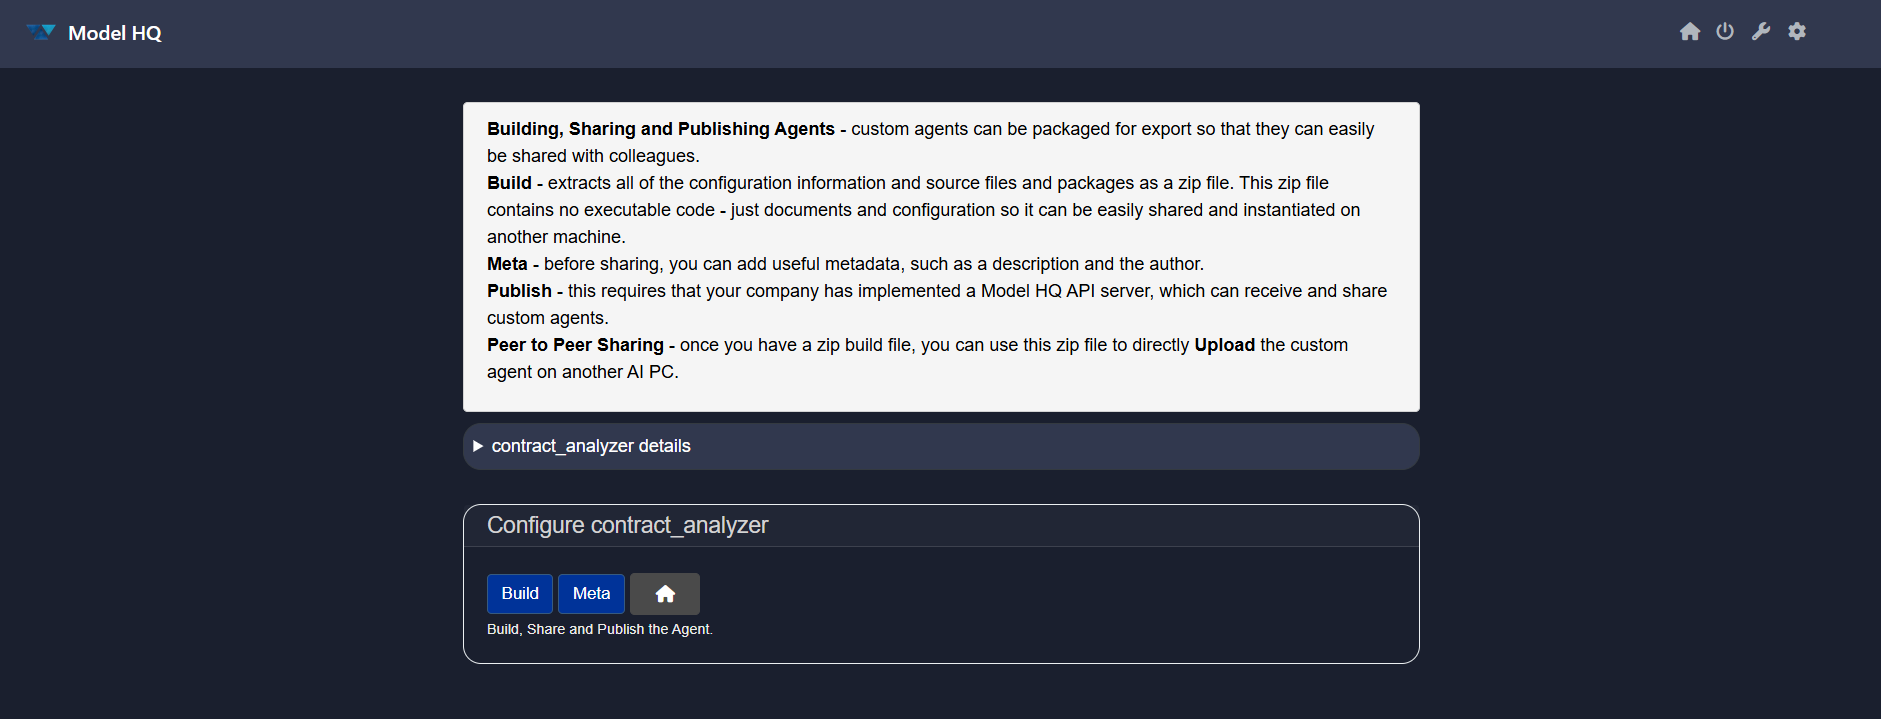 Model HQ
Building, Sharing and Publishing Agents - custom agents can be packaged for export so that they can easily
be shared with colleagues.
Build - extracts all of the configuration information and source files and packages as a zip file. This zip file
contains no executable code - just documents and configuration so it can be easily shared and instantiated on
another machine.
Meta - before sharing, you can add useful metadata, such as a description and the author.
Publish - this requires that your company has implemented a Model HQ API server, which can receive and share
custom agents.
Peer to Peer Sharing - once you have a zip build file, you can use this zip file to directly Upload the custom
agent on another AI PC.
contract_analyzer details
Configure contract_analyzer
Build Meta
Build, Share and Publish the Agent.